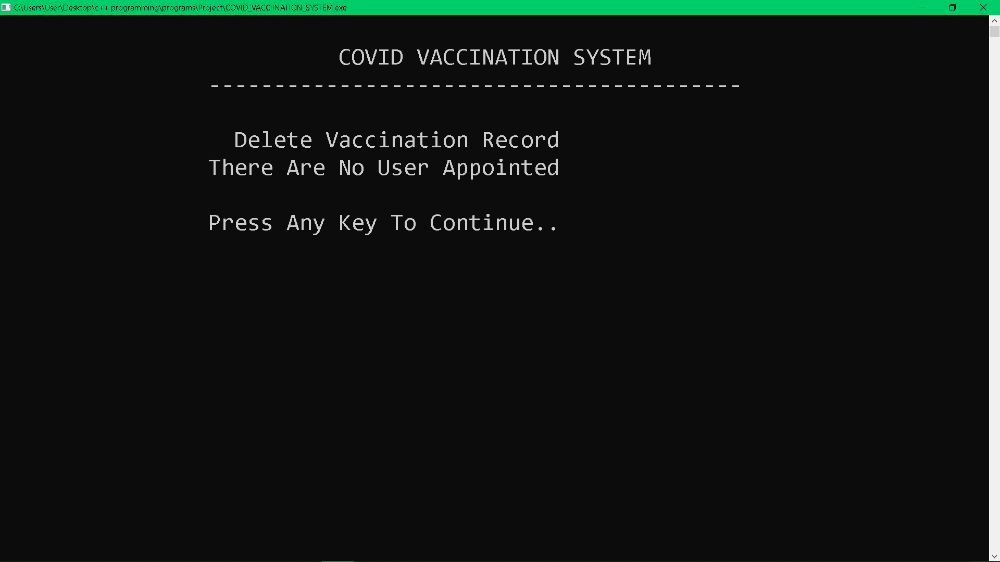 C:\Users\User\Desktop\c++ programming\programs\Project\COVID_VACCIINATION_SYSTEM.exe
COVID VACCINATION SYSTEM
-----------------------------------------
Delete Vaccination Record
There Are No User Appointed
Press Any Key To Continue..